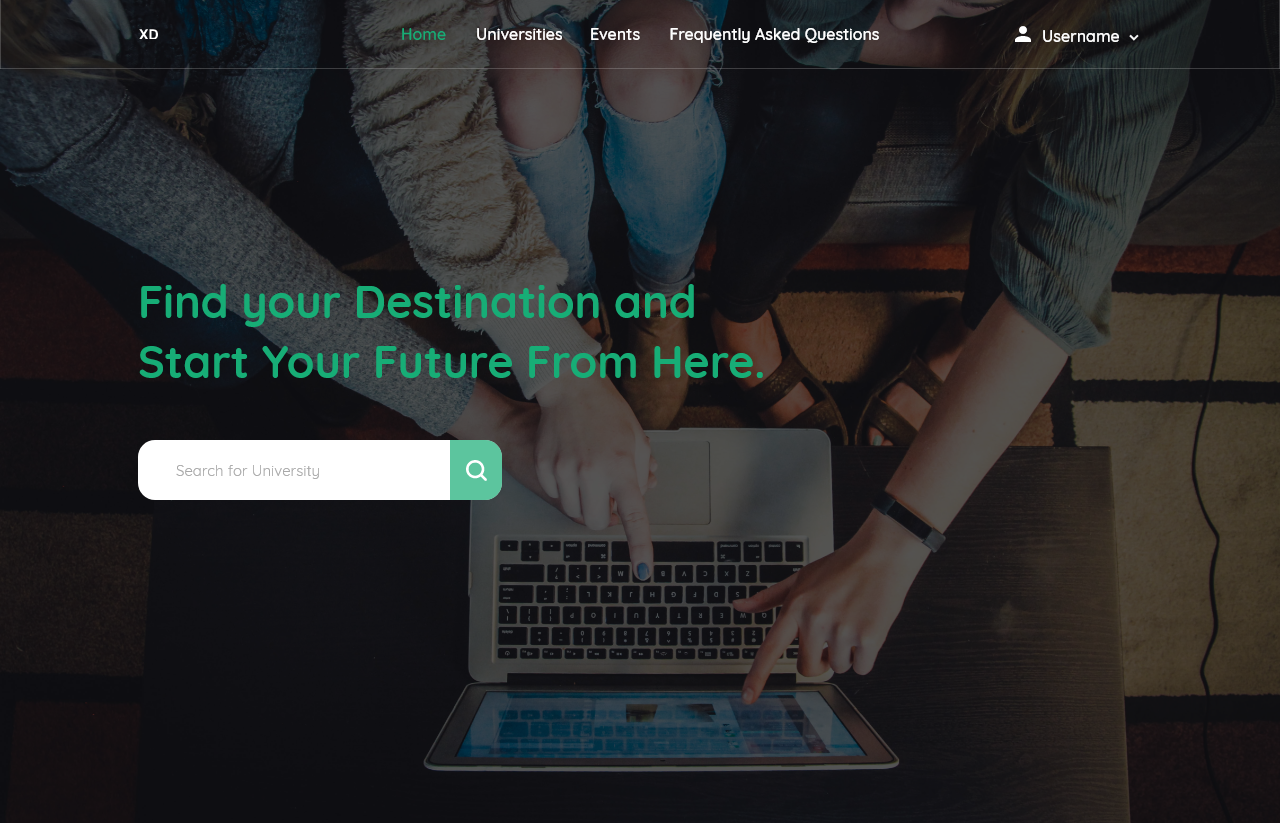 XD
Home
Universities
Events
Frequently Asked Questions
Username
Find your Destination and
Start Your Future From Here.
Search for University